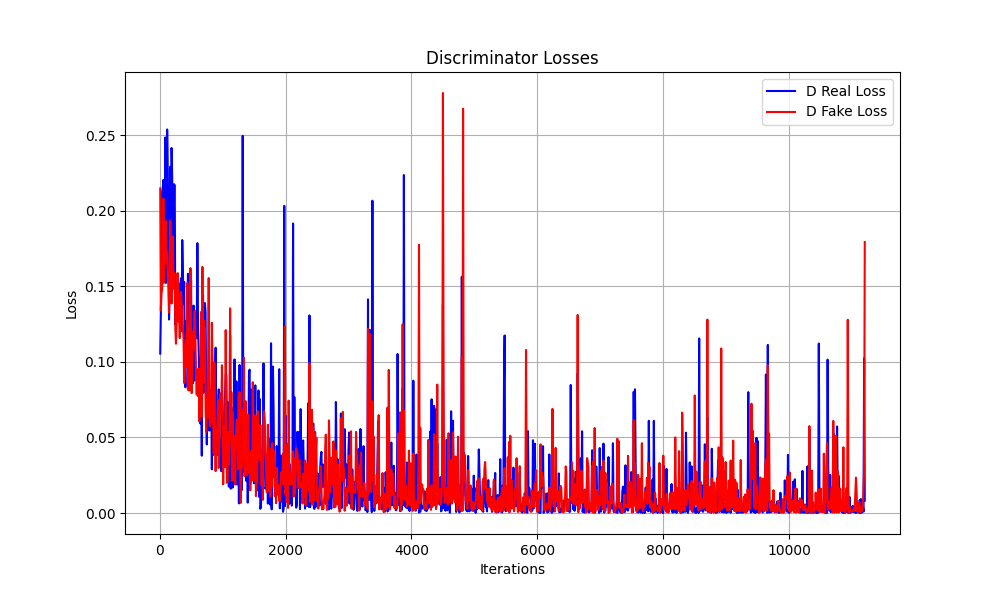 Discriminator Losses
D Real Loss
D Fake Loss
Loss
0.25
0.20
0.15
0.10
0.05
0.00
0 2000 4000 6000 8000 10000
Iterations